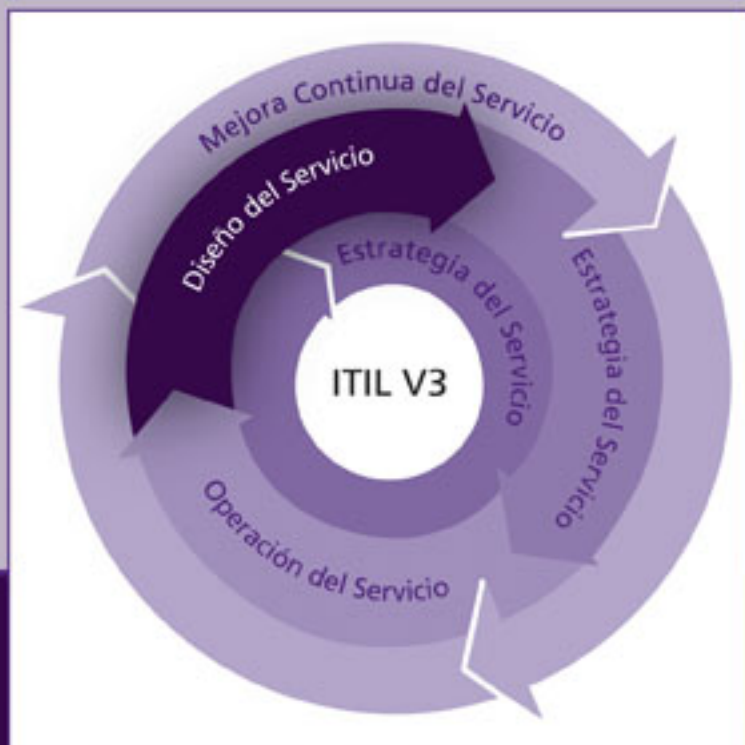 Mejora Continua del Servicio
Diseño del Servicio
Estrategia del Servicio
Estrategia del Servicio
ITIL V3
Operación del Servicio